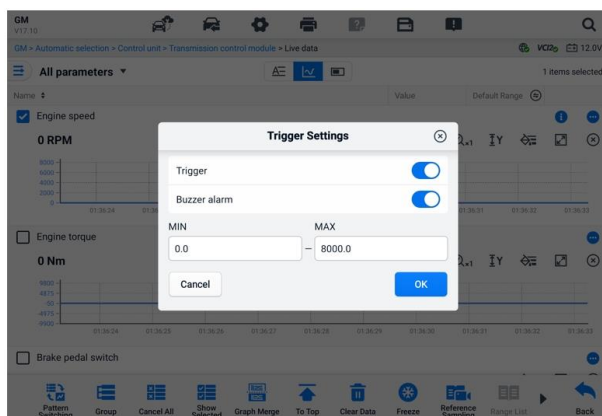 GM
V17.10
GM > Automatic selection > Control unit > Transmission control module > Live data
VCI 12.0V
All parameters
1 items selected
Name
Value
Default Range
Engine speed
0 RPM
8000
6000
4000
2000
0
01:36:24
01:36:31
01:36:32
01:36:33
Trigger Settings
Trigger
Buzzer alarm
MIN
MAX
0.0
–
8000.0
Cancel
OK
Engine torque
0 Nm
9800
4875
-50
-4975
-9900
01:36:24
01:36:25
01:36:26
01:36:27
01:36:28
01:36:29
01:36:30
01:36:31
01:36:32
01:36:33
Brake pedal switch
Pattern Switching
Group
Cancel All
Show Selected
Graph Merge
To Top
Clear Data
Freeze
Reference Sampling
Range List
Back